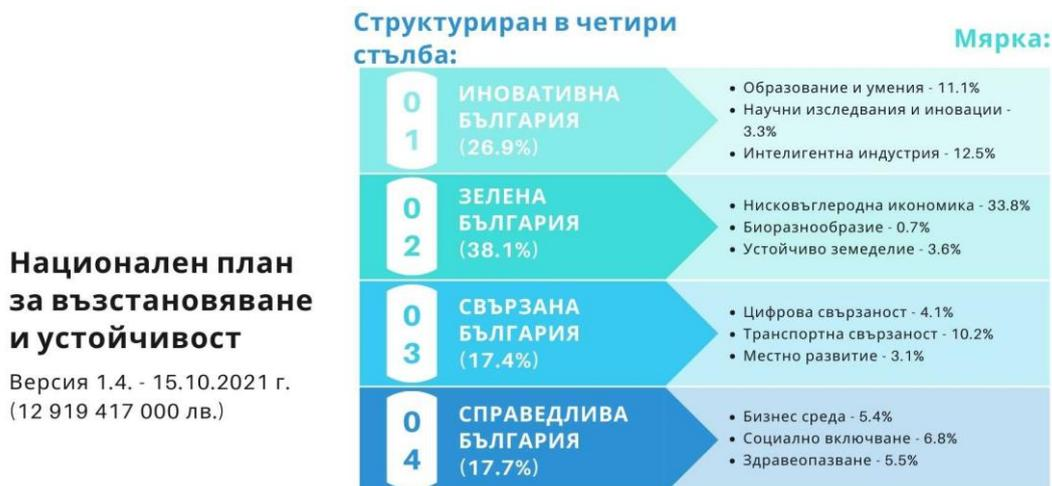 Национален план
за възстановяване
и устойчивост
Версия 1.4. - 15.10.2021 г.
(12 919 417 000 лв.)
Структуриран в четири
стълба:
Мярка:
0
1
ИНОВАТИВНА
БЪЛГАРИЯ
(26.9%)
• Образование и умения - 11.1%
• Научни изследвания и иновации -
3.3%
• Интелигентна индустрия - 12.5%
0
2
ЗЕЛЕНА
БЪЛГАРИЯ
(38.1%)
• Нисковъглеродна икономика - 33.8%
• Биоразнообразие - 0.7%
• Устойчиво земеделие - 3.6%
0
3
СВЪРЗАНА
БЪЛГАРИЯ
(17.4%)
• Цифрова свързаност - 4.1%
• Транспортна свързаност - 10.2%
• Местно развитие - 3.1%
0
4
СПРАВЕДЛИВА
БЪЛГАРИЯ
(17.7%)
• Бизнес среда - 5.4%
• Социално включване - 6.8%
• Здравеопазване - 5.5%